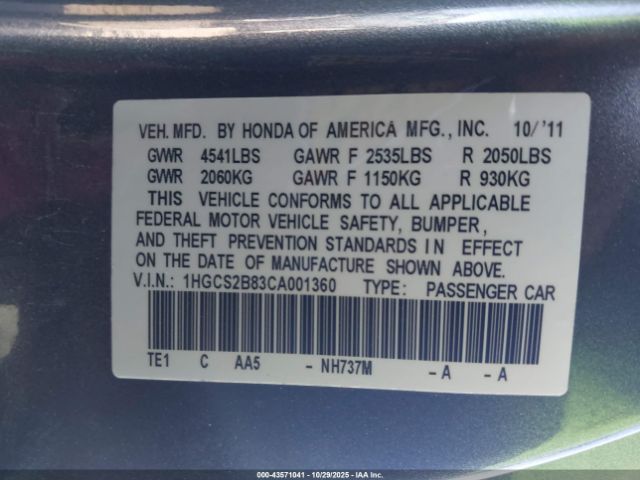 VEH. MFD. BY HONDA OF AMERICA MFG., INC. 10/ '11
GVWR 4541LBS GAWR F 2535LBS R 2050LBS
GVWR 2060KG GAWR F 1150KG R 930KG
THIS VEHICLE CONFORMS TO ALL APPLICABLE
FEDERAL MOTOR VEHICLE SAFETY, BUMPER,
AND THEFT PREVENTION STANDARDS IN EFFECT
ON THE DATE OF MANUFACTURE SHOWN ABOVE.
V.I.N.: 1HGCS2B83CA001360 TYPE: PASSENGER CAR
TE1 C AA5 - NH737M - A - A
000-43571041 - 10/29/2025 - IAA Inc.